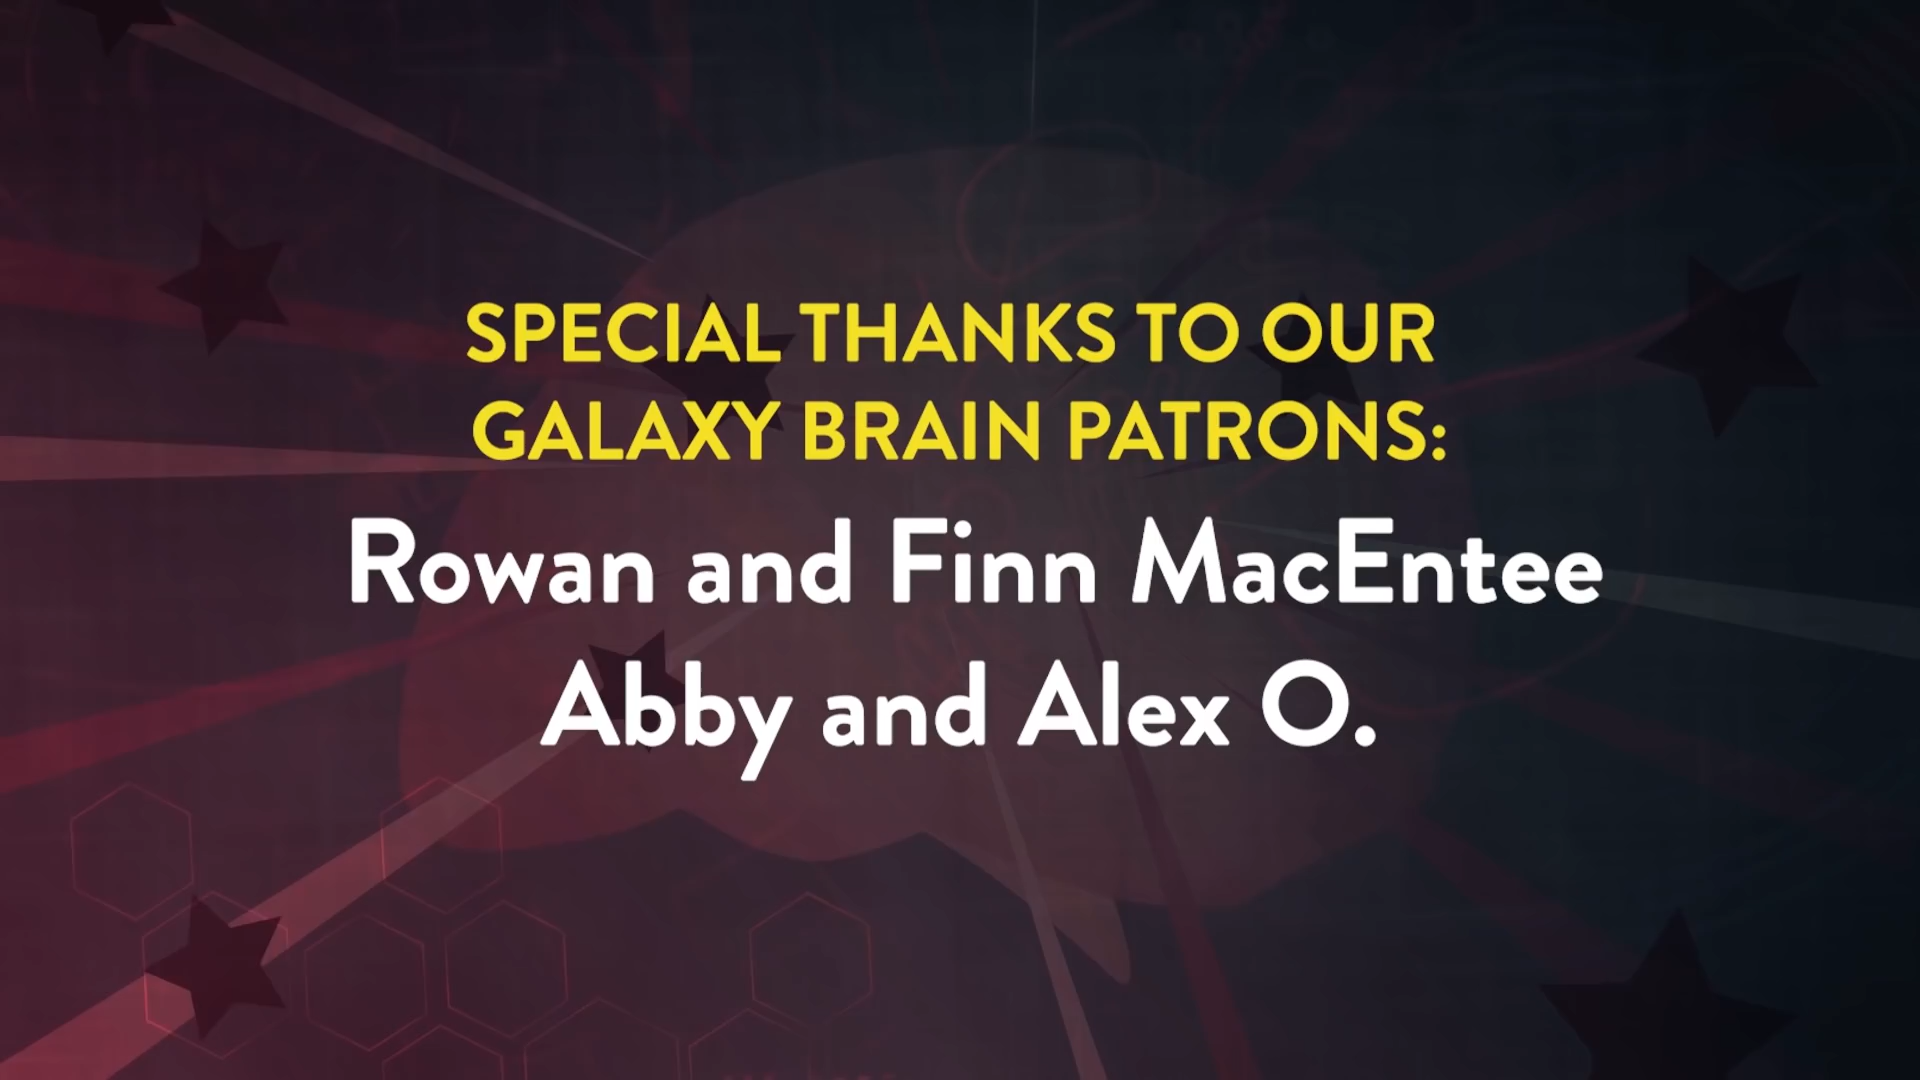 SPECIAL THANKS TO OUR
GALAXY BRAIN PATRONS:
Rowan and Finn MacEntee
Abby and Alex O.